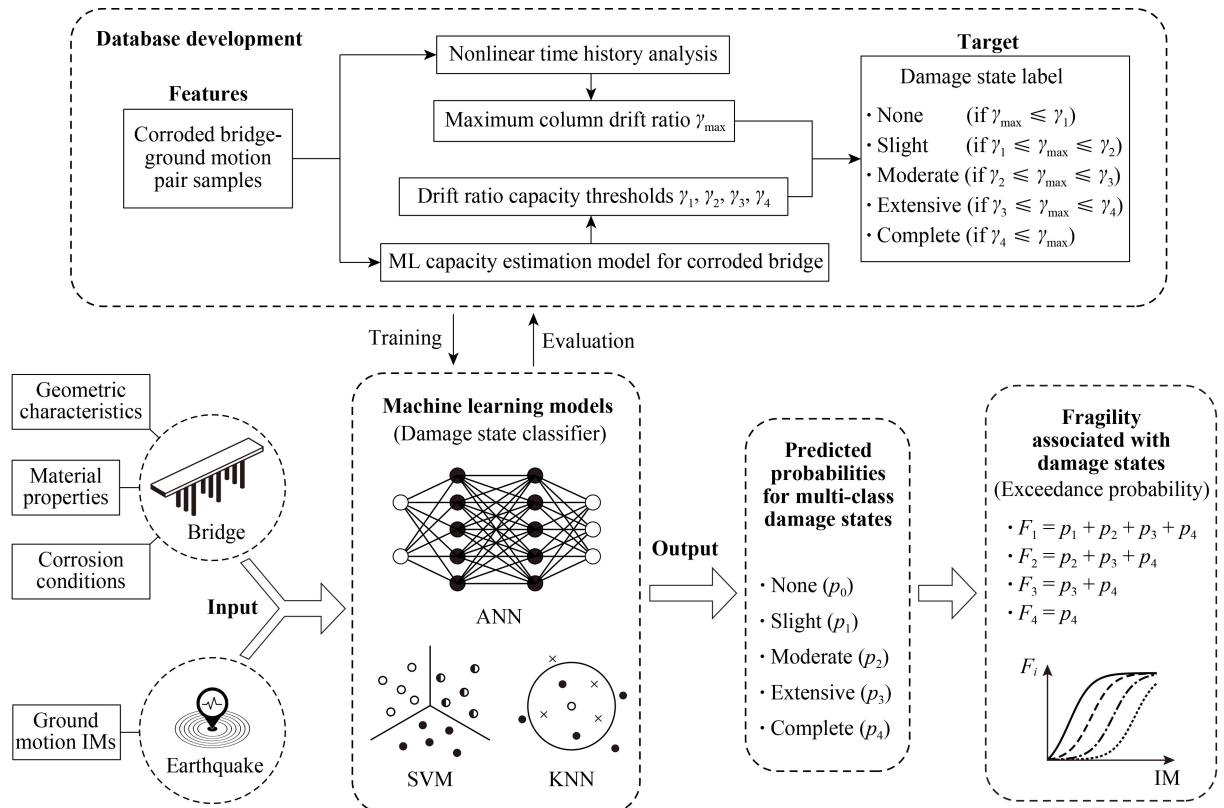 Database development
Features
Corroded bridge-
ground motion
pair samples
Nonlinear time history analysis
Maximum column drift ratio γmax
Drift ratio capacity thresholds γ1, γ2, γ3, γ4
ML capacity estimation model for corroded bridge
Target
Damage state label
· None (if γmax ⩽ γ1)
· Slight (if γ1 ⩽ γmax ⩽ γ2)
· Moderate (if γ2 ⩽ γmax ⩽ γ3)
· Extensive (if γ3 ⩽ γmax ⩽ γ4)
· Complete (if γ4 ⩽ γmax)
Training
Evaluation
Geometric
characteristics
Material
properties
Corrosion
conditions
Bridge
Ground
motion IMs
Earthquake
Input
Machine learning models
(Damage state classifier)
ANN
SVM
KNN
Output
Predicted
probabilities
for multi-class
damage states
· None (p0)
· Slight (p1)
· Moderate (p2)
· Extensive (p3)
· Complete (p4)
Fragility
associated with
damage states
(Exceedance probability)
· F1 = p1 + p2 + p3 + p4
· F2 = p2 + p3 + p4
· F3 = p3 + p4
· F4 = p4
Fi
IM